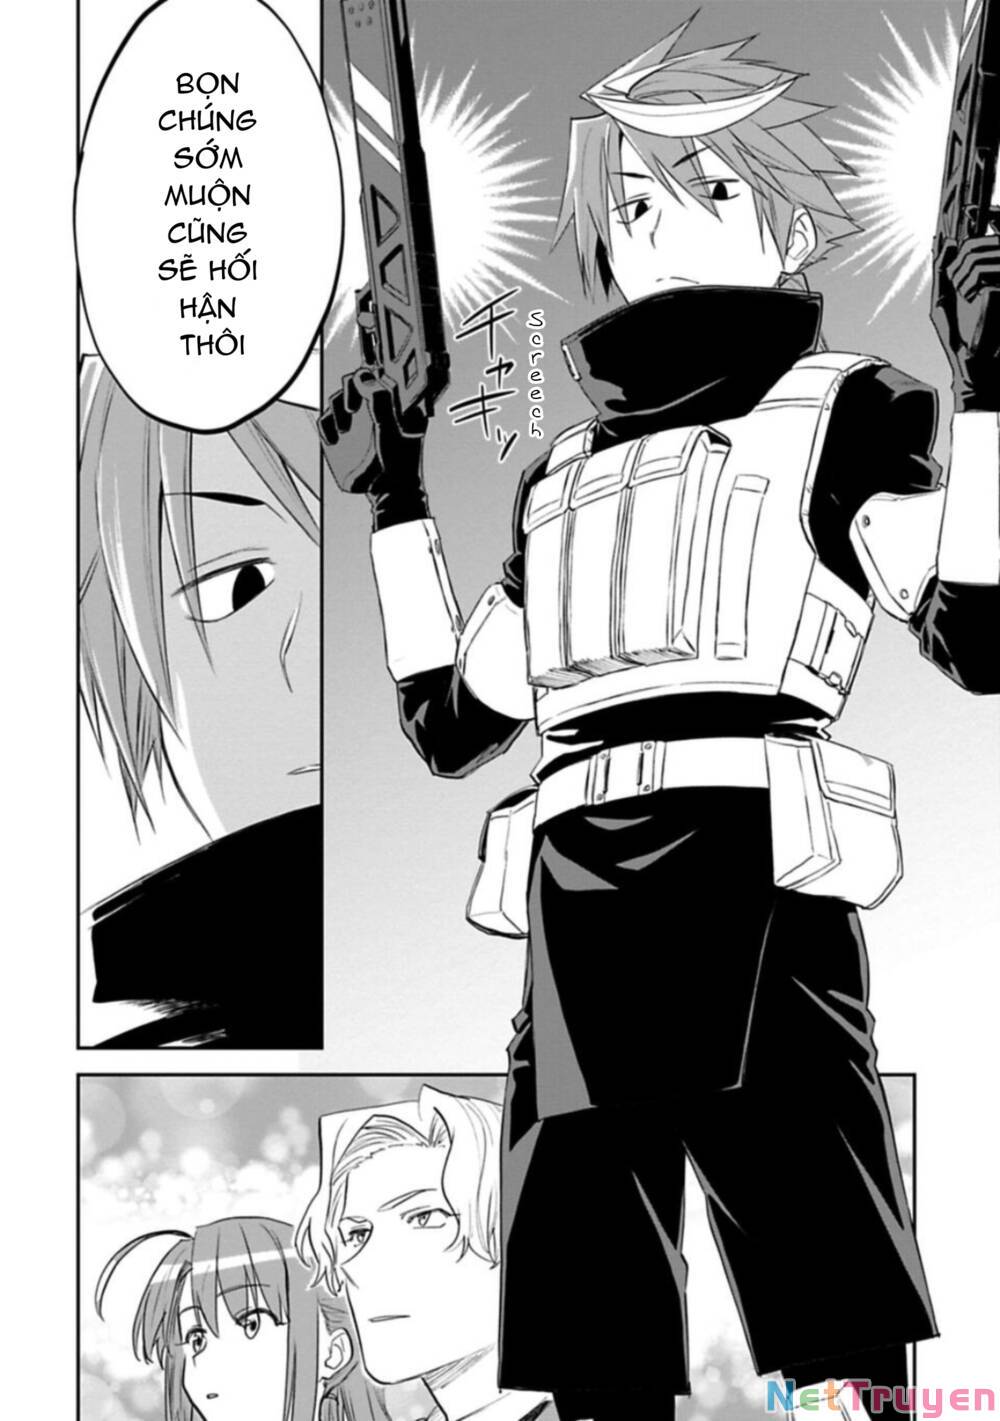 BỌN
CHÚNG
SỚM
MUỘN
CŨNG
SẼ HỐI
HẬN
THÔI
チャキッ
Screech
NetTruyen